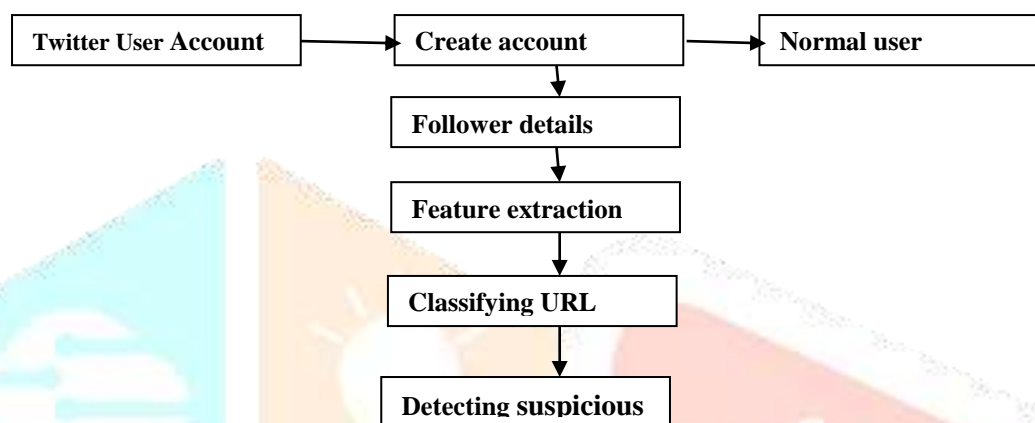 Twitter User Account
Create account
Normal user
Follower details
Feature extraction
Classifying URL
Detecting suspicious